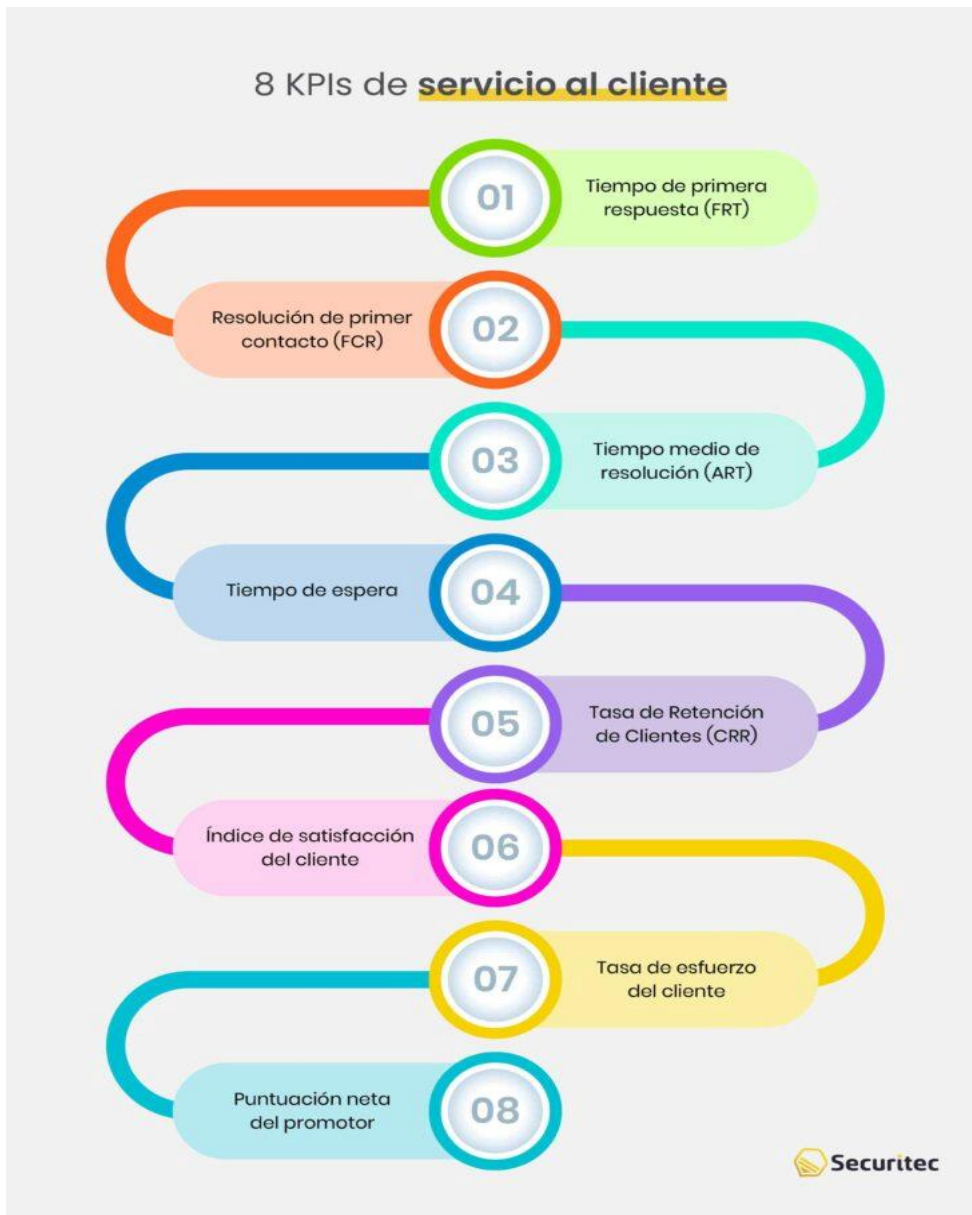 8 KPIs de servicio al cliente
01
Tiempo de primera
respuesta (FRT)
Resolución de primer
contacto (FCR)
02
03
Tiempo medio de
resolución (ART)
Tiempo de espera
04
05
Tasa de Retención
de Clientes (CRR)
Índice de satisfacción
del cliente
06
07
Tasa de esfuerzo
del cliente
Puntuación neta
del promotor
08
Securitec